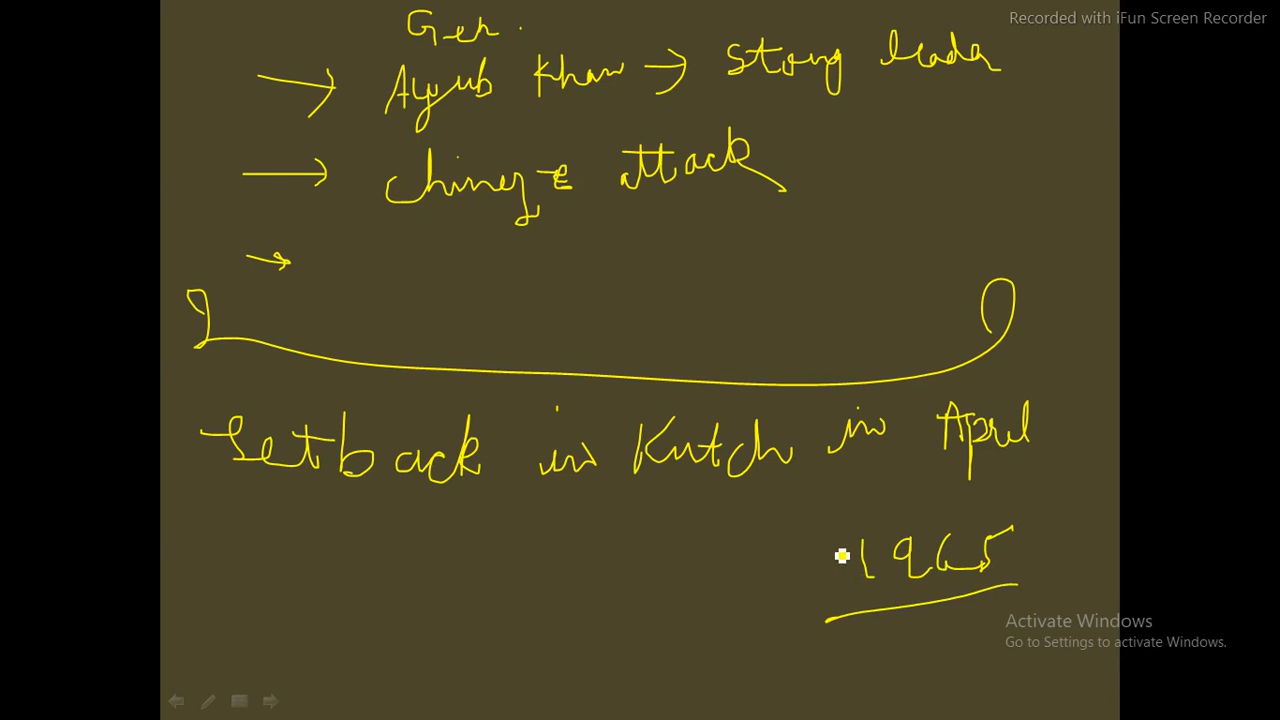 Recorded with iFun Screen Recorder
Gen.
→ Ayub Khan → Strong leader
→ Chinese attack
→
Setback in Kutch in April
1965
Activate Windows
Go to Settings to activate Windows.